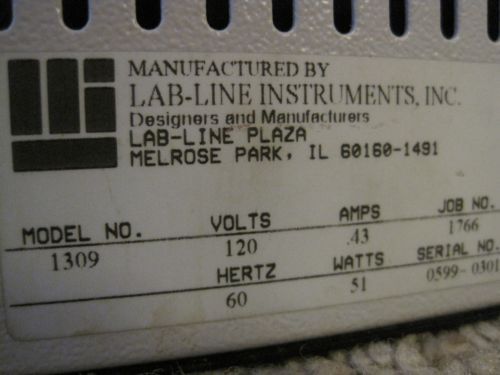 MANUFACTURED BY
LAB-LINE INSTRUMENTS, INC.
Designers and Manufacturers
LAB-LINE PLAZA
MELROSE PARK, IL 60160-1491
MODEL NO. VOLTS AMPS JOB NO.
1309 120 .43 1766
HERTZ WATTS SERIAL NO.
60 51 0599-0301